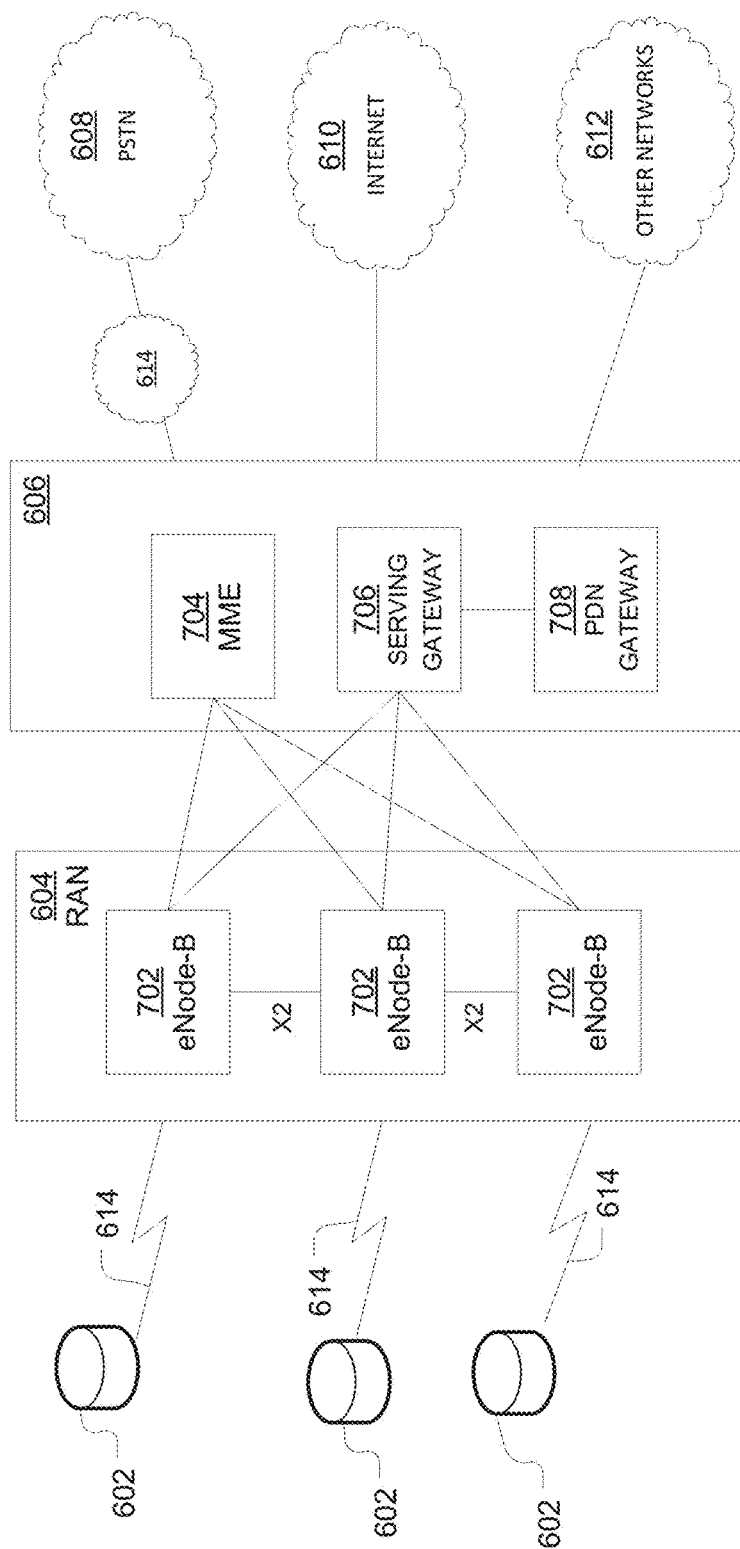 602
614
602
614
602
614
604
RAN
702
eNode-B
X2
702
eNode-B
X2
702
eNode-B
606
704
MME
706
SERVING
GATEWAY
708
PDN
GATEWAY
614
608
PSTN
610
INTERNET
612
OTHER NETWORKS